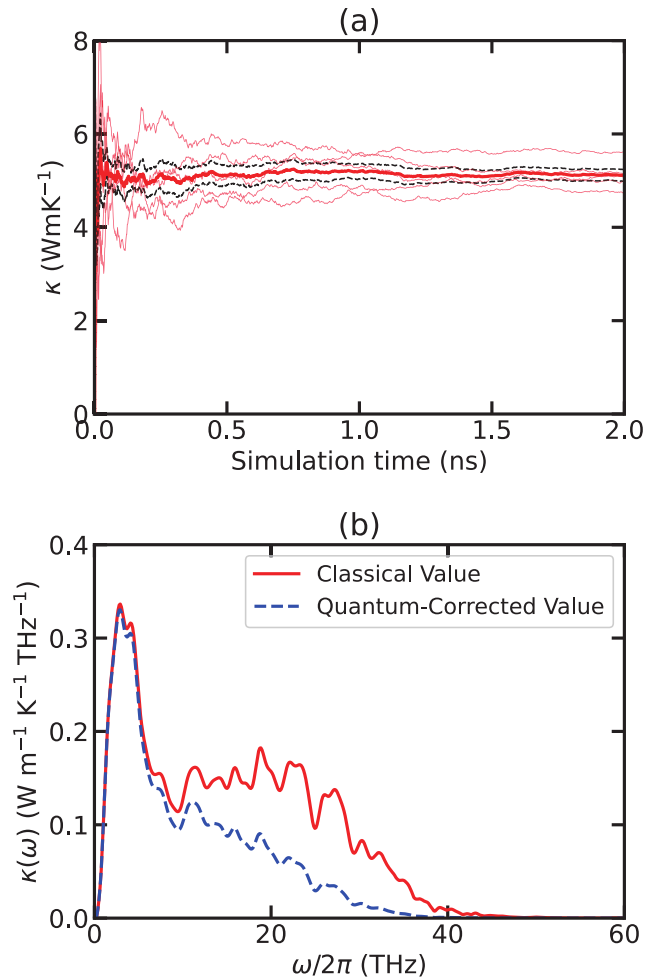 (a)
8
6
4
2
0
κ (WmK⁻¹)
0.0 0.5 1.0 1.5 2.0
Simulation time (ns)
(b)
0.4
0.3
0.2
0.1
0.0
κ(ω) (W m⁻¹ K⁻¹ THz⁻¹)
Classical Value
Quantum-Corrected Value
0 20 40 60
ω/2π (THz)